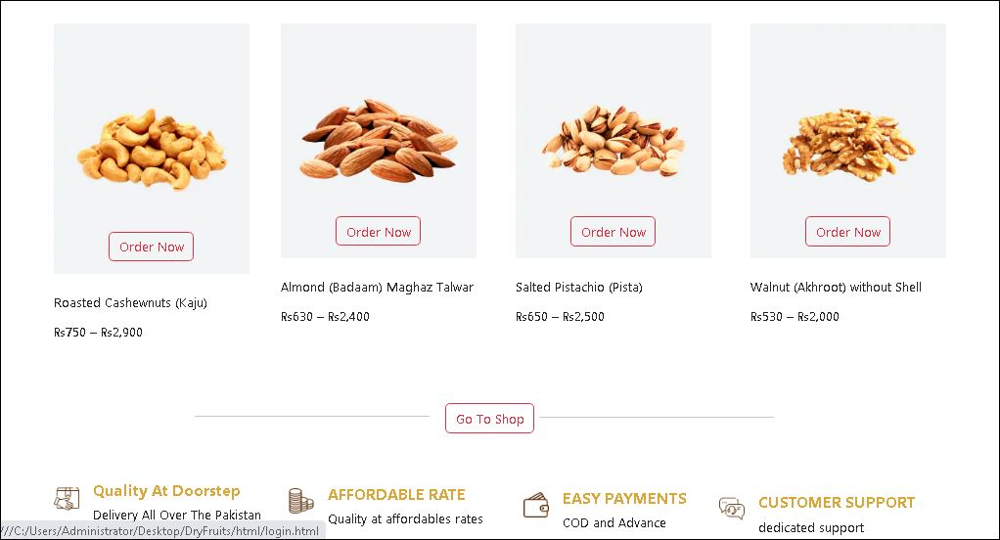 Order Now
Order Now
Order Now
Order Now
Roasted Cashewnuts (Kaju)
Rs750 – Rs2,900
Almond (Badaam) Maghaz Talwar
Rs630 – Rs2,400
Salted Pistachio (Pista)
Rs650 – Rs2,500
Walnut (Akhroot) without Shell
Rs530 – Rs2,000
Go To Shop
Quality At Doorstep
Delivery All Over The Pakistan
AFFORDABLE RATE
Quality at affordables rates
EASY PAYMENTS
COD and Advance
CUSTOMER SUPPORT
dedicated support
///C:/Users/Administrator/Desktop/DryFruits/html/login.html